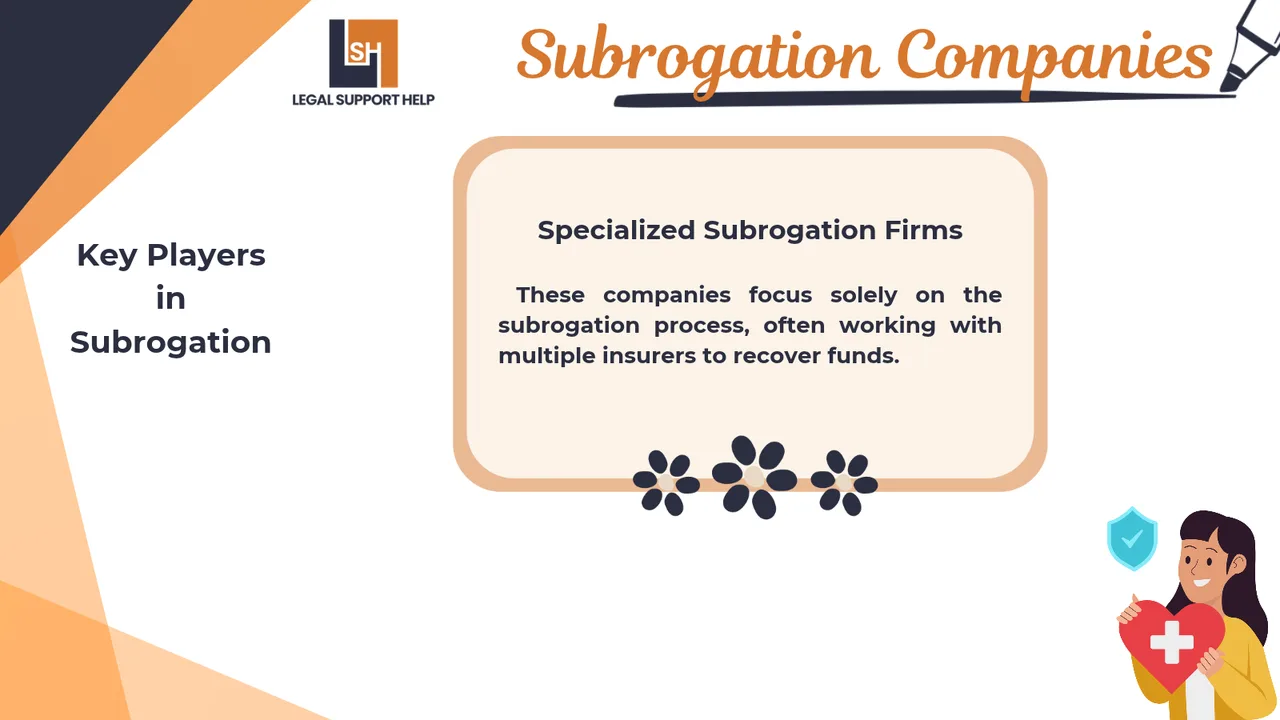 SH
LEGAL SUPPORT HELP
Subrogation Companies
Key Players
in
Subrogation
Specialized Subrogation Firms
These companies focus solely on the
subrogation process, often working with
multiple insurers to recover funds.